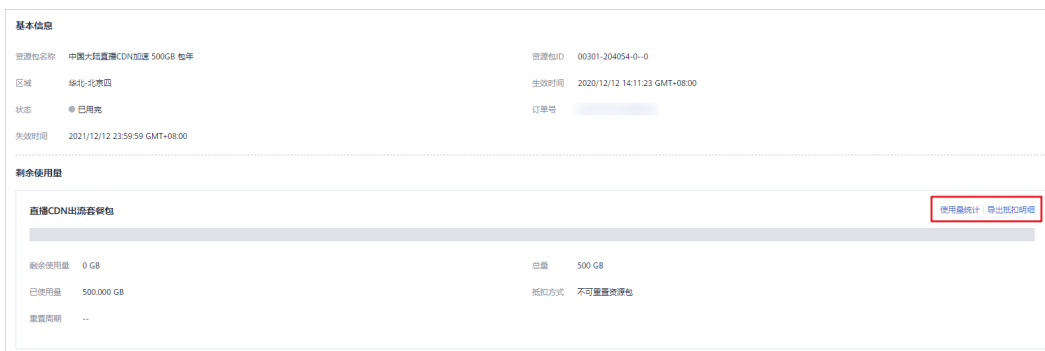 基本信息
资源包名称 中国大陆直播CDN加速 500GB 包年 资源包ID 00301-204054-0--0
区域 华北-北京四 生效时间 2020/12/12 14:11:23 GMT+08:00
状态 已用完 订单号
失效时间 2021/12/12 23:59:59 GMT+08:00
剩余使用量
直播CDN出流套餐包 使用量统计 | 导出抵扣明细
剩余使用量 0 GB 总量 500 GB
已使用量 500.000 GB 抵扣方式 不可重置资源包
重置周期 --